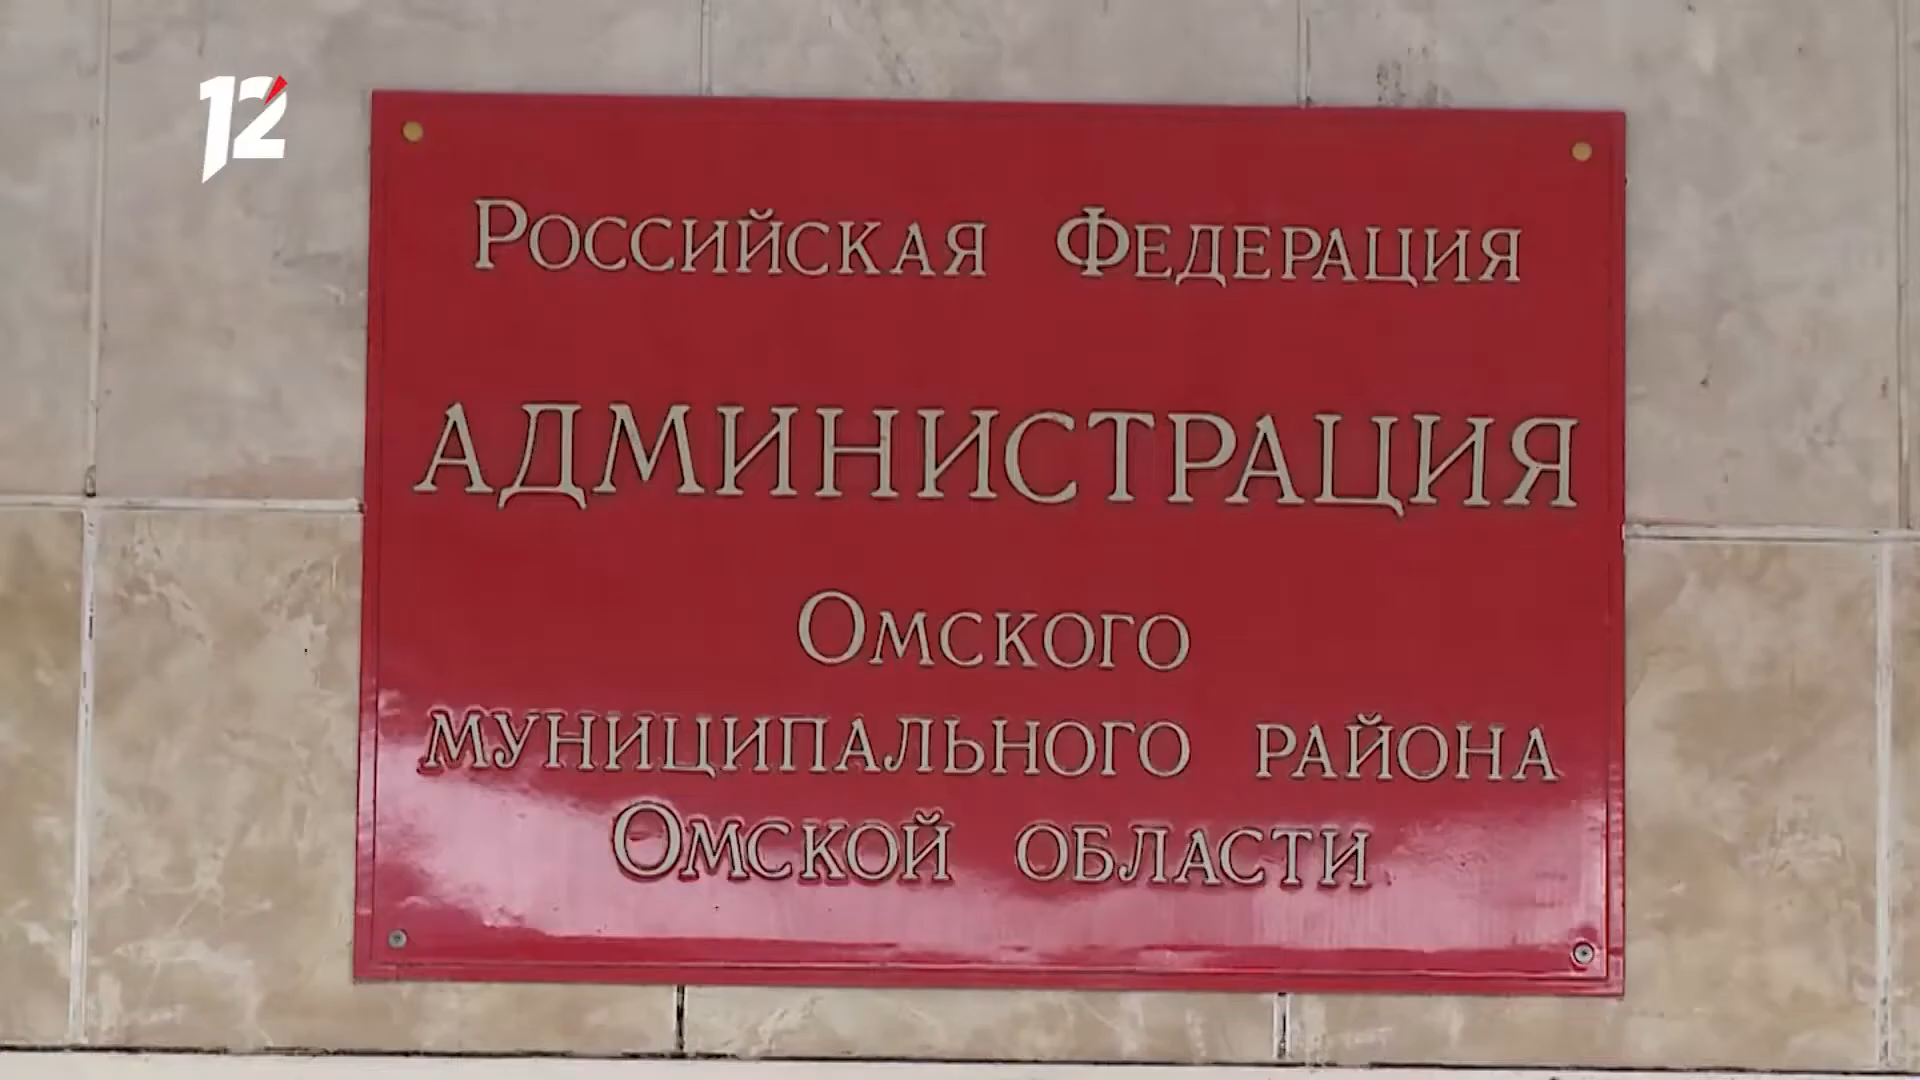 12
Российская Федерация
АДМИНИСТРАЦИЯ
Омского
муниципального района
Омской области